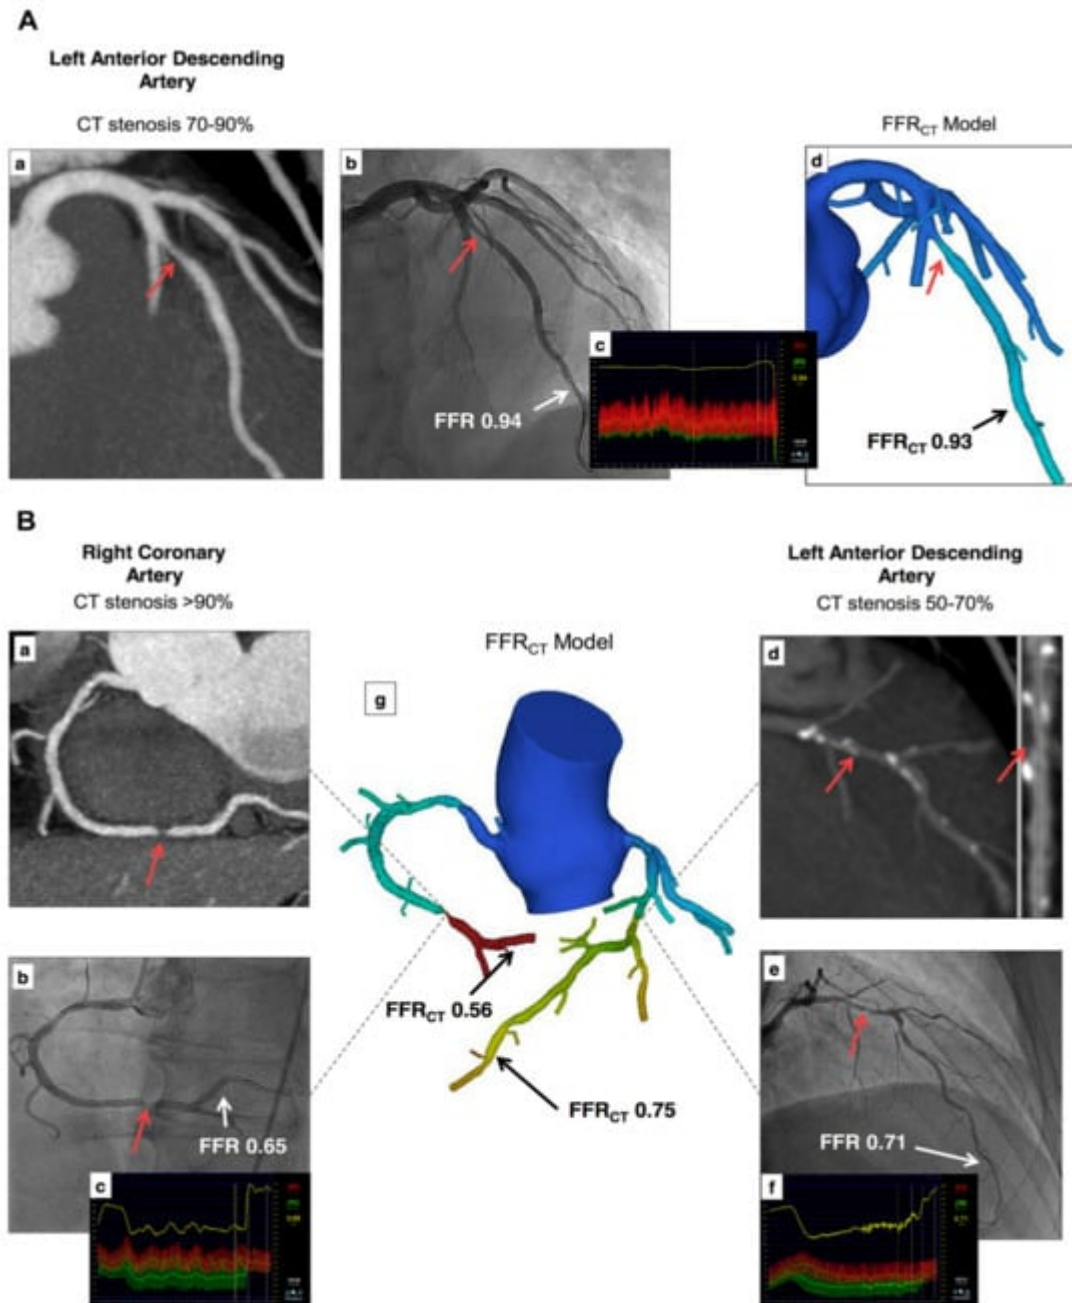 A
Left Anterior Descending
Artery
CT stenosis 70-90%
FFRCT Model
a
b
d
c
FFR 0.94
FFRCT 0.93
B
Right Coronary
Artery
CT stenosis >90%
Left Anterior Descending
Artery
CT stenosis 50-70%
FFRCT Model
a
d
g
b
e
FFRCT 0.56
FFRCT 0.75
FFR 0.65
FFR 0.71
c
f